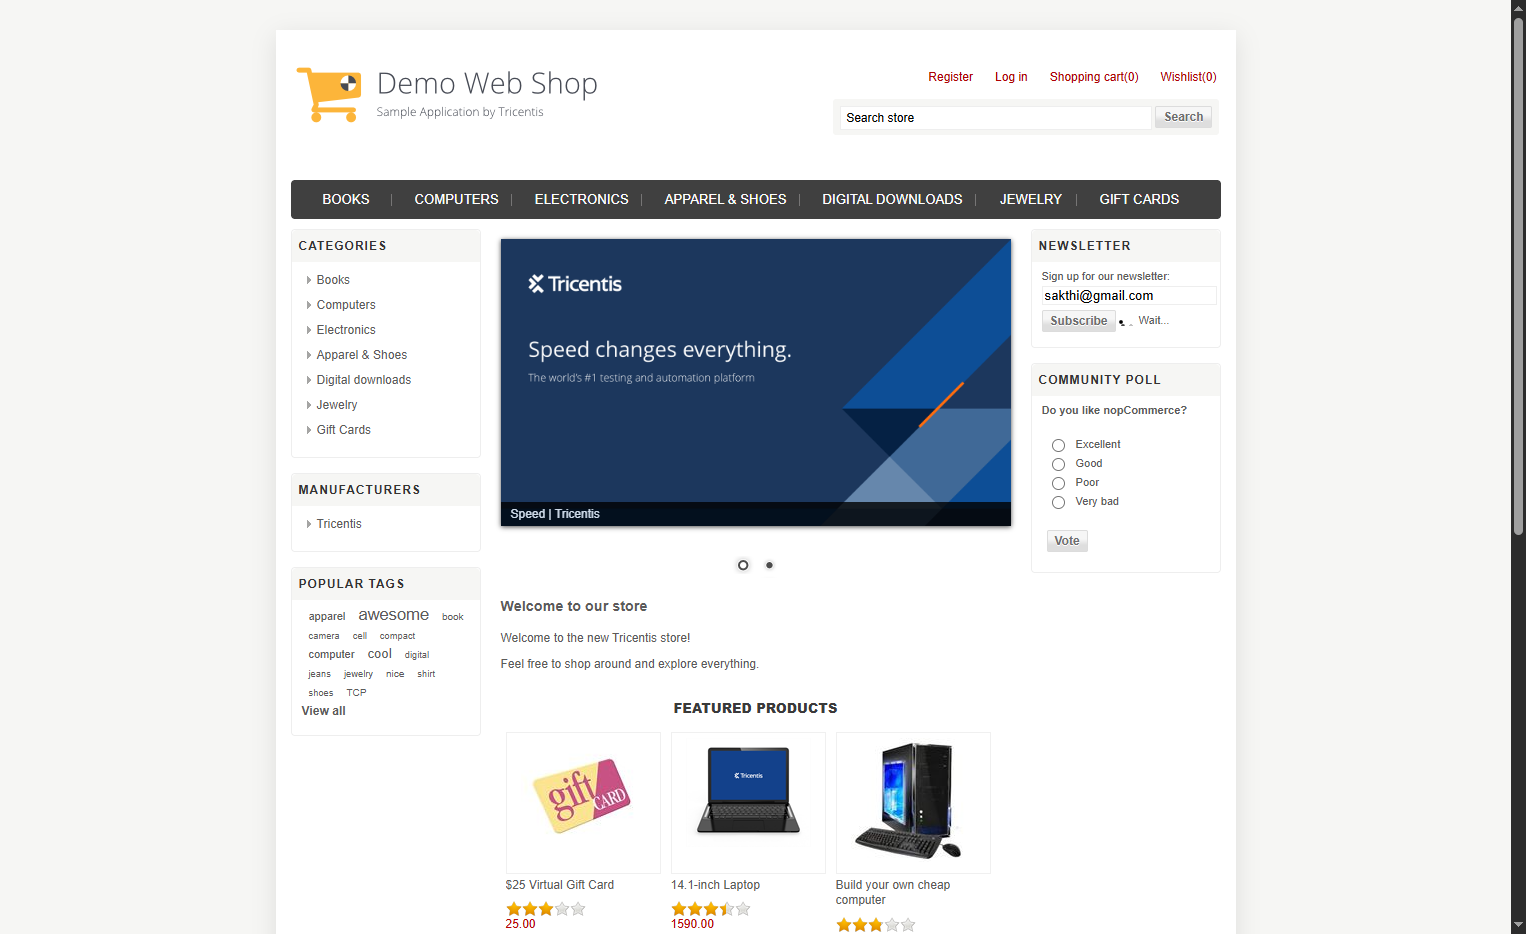 Demo Web Shop
Sample Application by Tricentis
Register Log in Shopping cart(0) Wishlist(0)
Search store Search
BOOKS COMPUTERS ELECTRONICS APPAREL & SHOES DIGITAL DOWNLOADS JEWELRY GIFT CARDS
CATEGORIES
Books
Computers
Electronics
Apparel & Shoes
Digital downloads
Jewelry
Gift Cards
MANUFACTURERS
Tricentis
POPULAR TAGS
apparel awesome book
camera cell compact
computer cool digital
jeans jewelry nice shirt
shoes TCP
View all
Tricentis
Speed changes everything.
The world's #1 testing and automation platform
Speed | Tricentis
Welcome to our store
Welcome to the new Tricentis store!
Feel free to shop around and explore everything.
FEATURED PRODUCTS
gift CARD
Tricentis
$25 Virtual Gift Card
25.00
14.1-inch Laptop
1590.00
Build your own cheap
computer
NEWSLETTER
Sign up for our newsletter:
sakthi@gmail.com
Subscribe Wait...
COMMUNITY POLL
Do you like nopCommerce?
Excellent
Good
Poor
Very bad
Vote